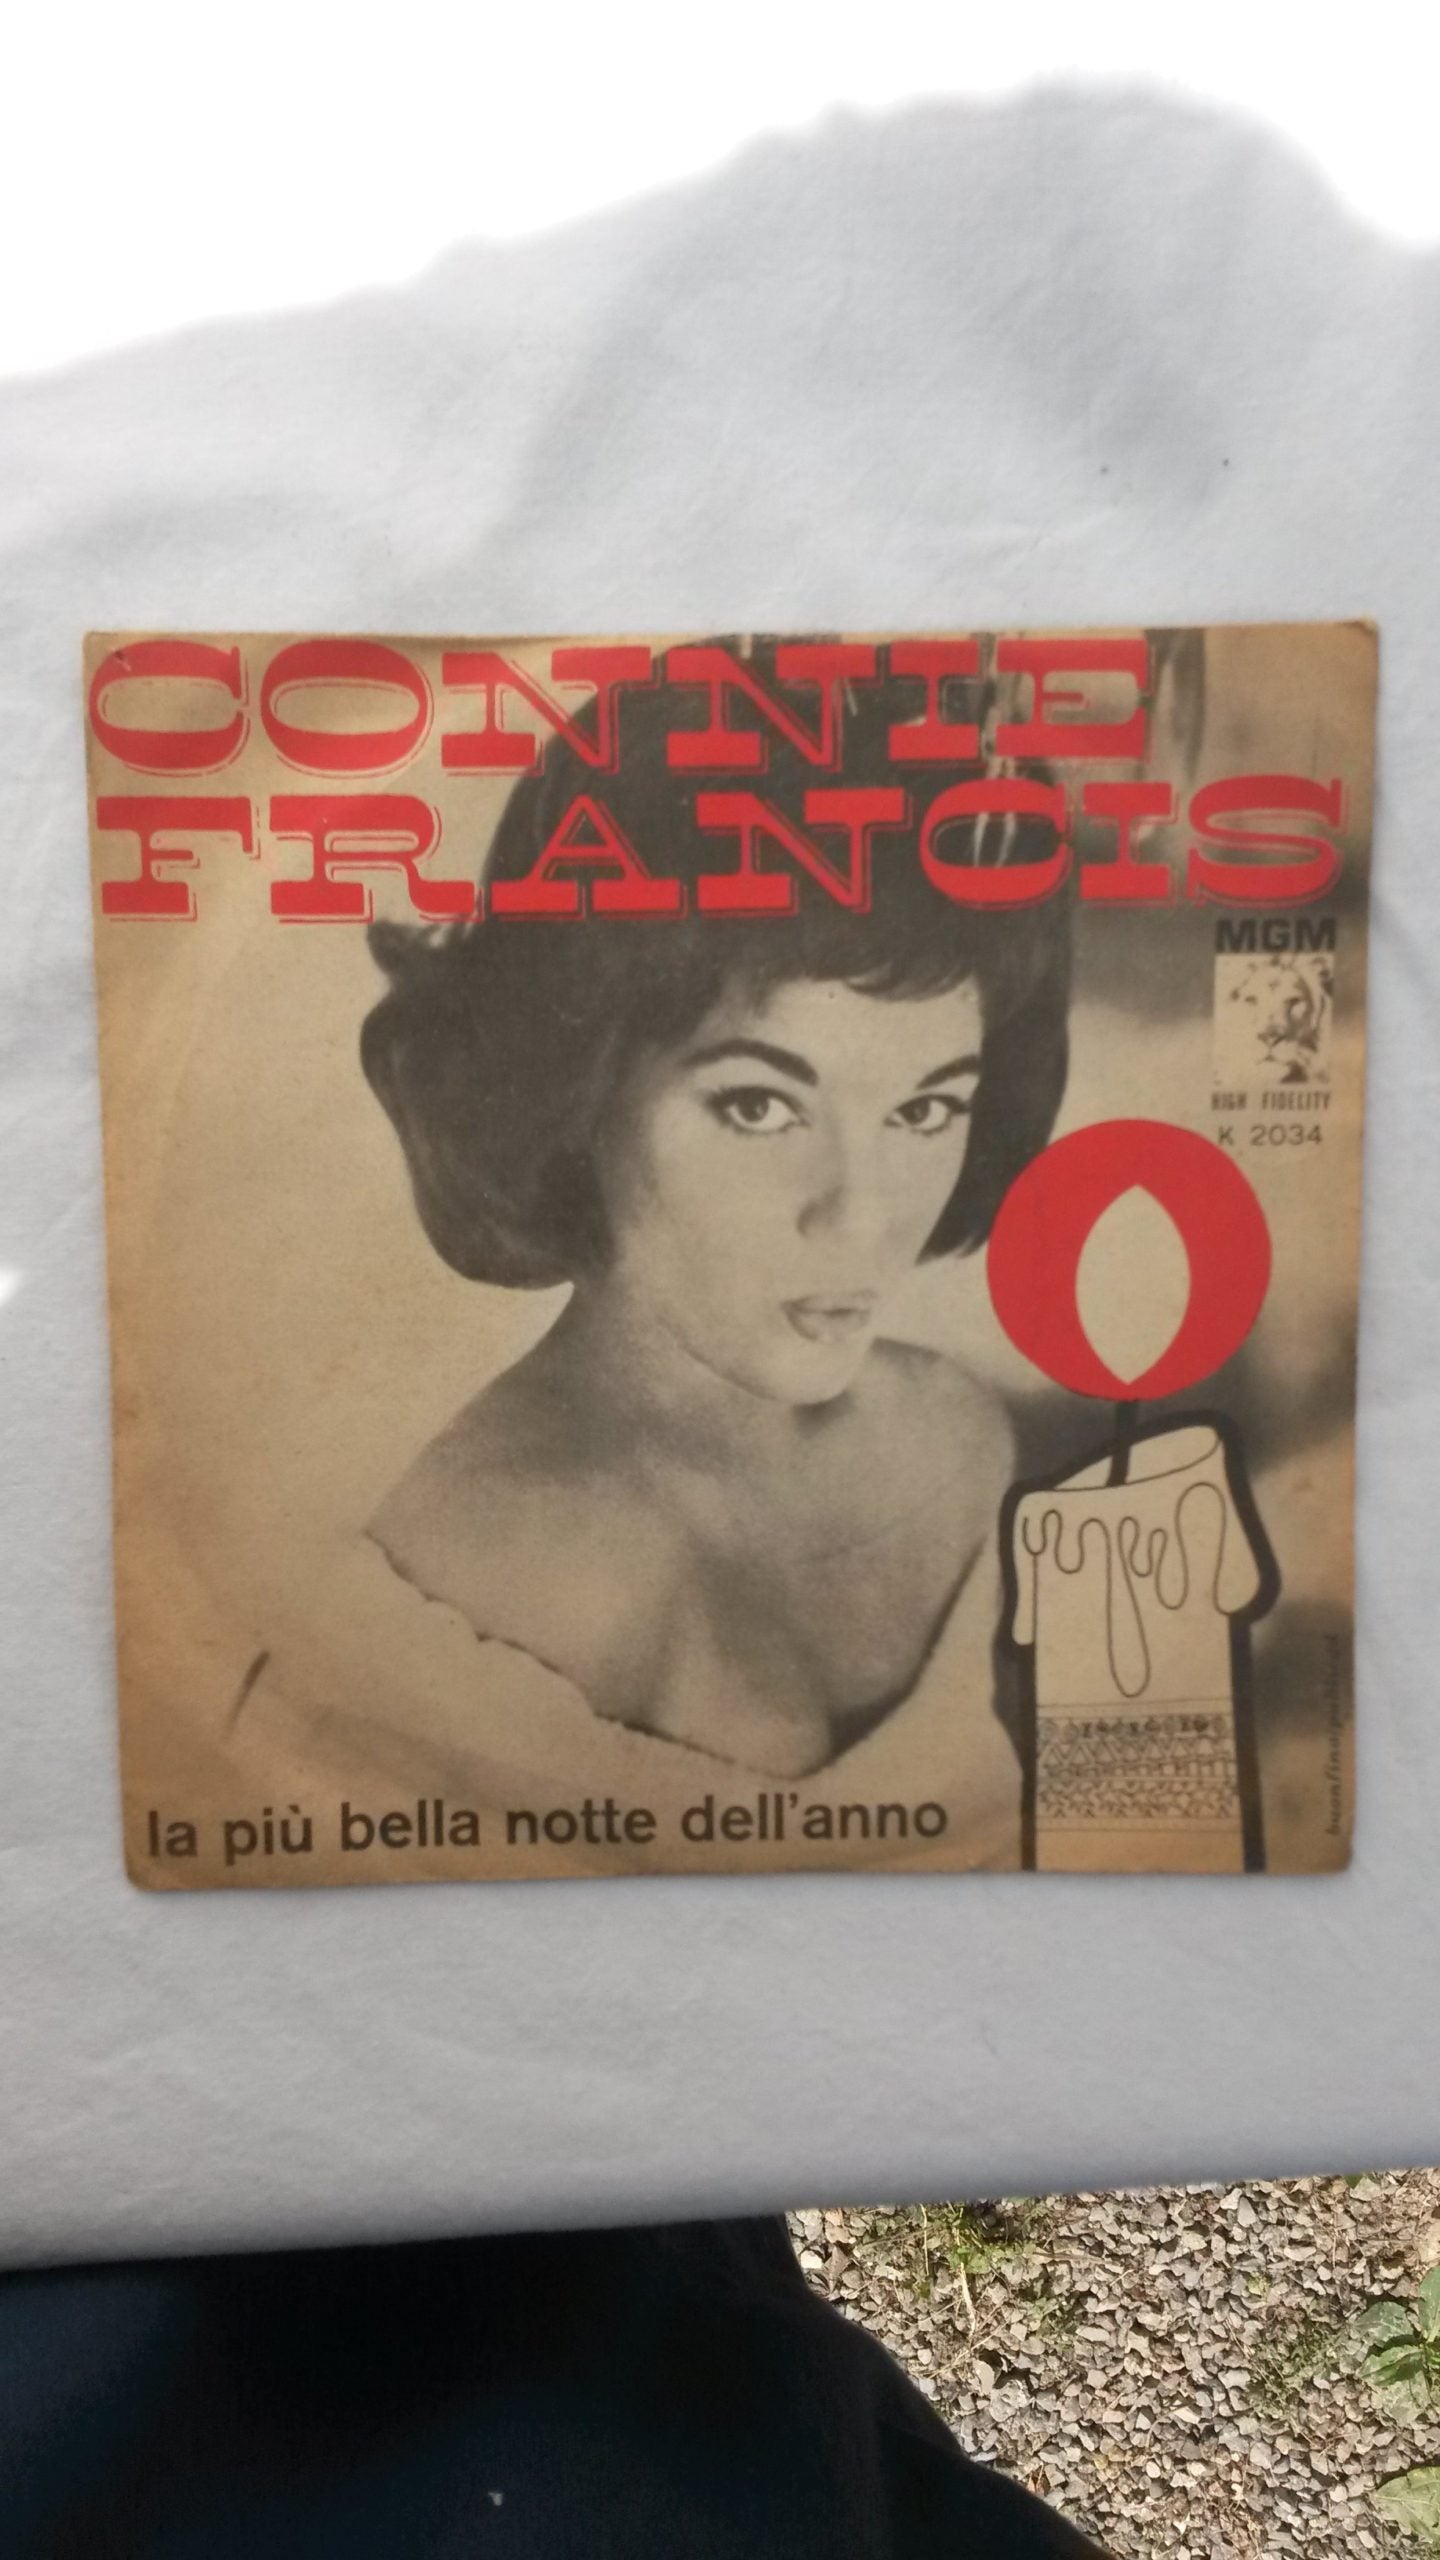 CONNIE
FRANCIS
MGM
HIGH FIDELITY
K 2034
la più bella notte dell'anno